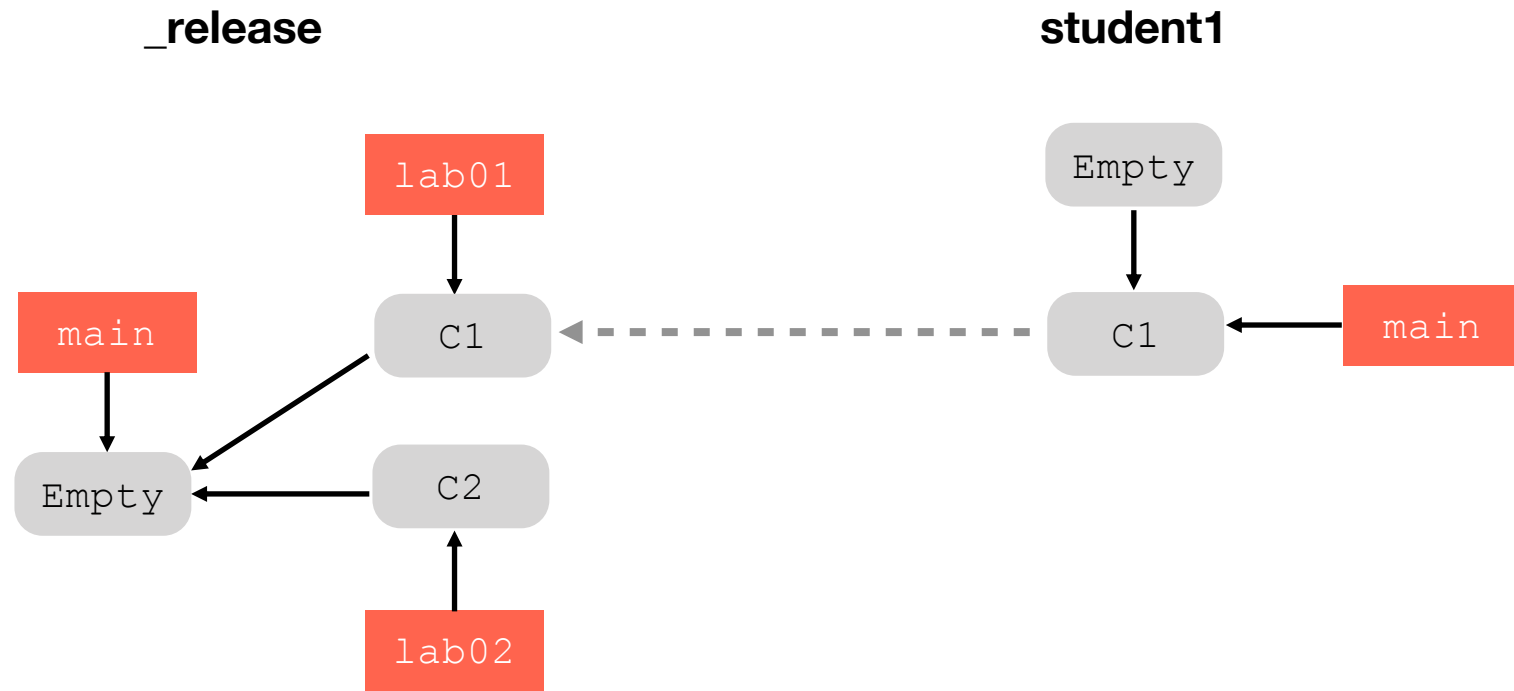 _release
student1
lab01
Empty
main
C1
C1
main
Empty
C2
lab02